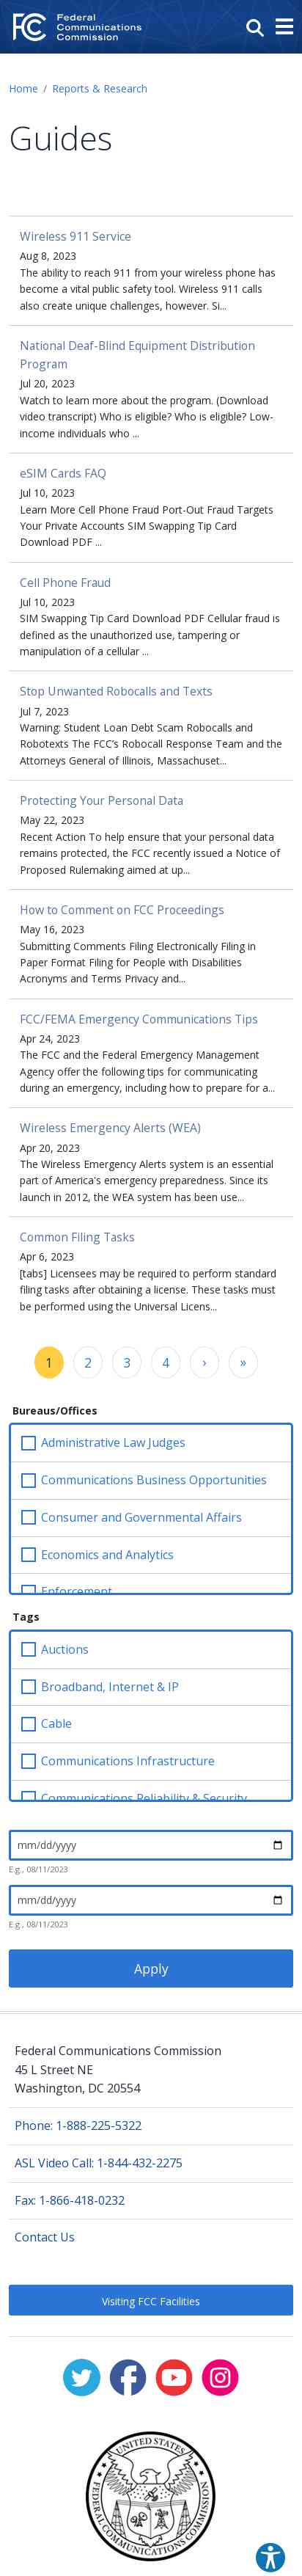 FC Federal
Communications
Commission
Home / Reports & Research
Guides
Wireless 911 Service
Aug 8, 2023
The ability to reach 911 from your wireless phone has
become a vital public safety tool. Wireless 911 calls
also create unique challenges, however. Si...
National Deaf-Blind Equipment Distribution
Program
Jul 20, 2023
Watch to learn more about the program. (Download
video transcript) Who is eligible? Who is eligible? Low-
income individuals who ...
eSIM Cards FAQ
Jul 10, 2023
Learn More Cell Phone Fraud Port-Out Fraud Targets
Your Private Accounts SIM Swapping Tip Card
Download PDF ...
Cell Phone Fraud
Jul 10, 2023
SIM Swapping Tip Card Download PDF Cellular fraud is
defined as the unauthorized use, tampering or
manipulation of a cellular ...
Stop Unwanted Robocalls and Texts
Jul 7, 2023
Warning: Student Loan Debt Scam Robocalls and
Robotexts The FCC’s Robocall Response Team and the
Attorneys General of Illinois, Massachuset...
Protecting Your Personal Data
May 22, 2023
Recent Action To help ensure that your personal data
remains protected, the FCC recently issued a Notice of
Proposed Rulemaking aimed at up...
How to Comment on FCC Proceedings
May 16, 2023
Submitting Comments Filing Electronically Filing in
Paper Format Filing for People with Disabilities
Acronyms and Terms Privacy and...
FCC/FEMA Emergency Communications Tips
Apr 24, 2023
The FCC and the Federal Emergency Management
Agency offer the following tips for communicating
during an emergency, including how to prepare for a...
Wireless Emergency Alerts (WEA)
Apr 20, 2023
The Wireless Emergency Alerts system is an essential
part of America's emergency preparedness. Since its
launch in 2012, the WEA system has been use...
Common Filing Tasks
Apr 6, 2023
[tabs] Licensees may be required to perform standard
filing tasks after obtaining a license. These tasks must
be performed using the Universal Licens...
1 2 3 4 › »
Bureaus/Offices
Administrative Law Judges
Communications Business Opportunities
Consumer and Governmental Affairs
Economics and Analytics
Enforcement
Tags
Auctions
Broadband, Internet & IP
Cable
Communications Infrastructure
Communications Reliability & Security
mm/dd/yyyy
E.g., 08/11/2023
mm/dd/yyyy
E.g., 08/11/2023
Apply
Federal Communications Commission
45 L Street NE
Washington, DC 20554
Phone: 1-888-225-5322
ASL Video Call: 1-844-432-2275
Fax: 1-866-418-0232
Contact Us
Visiting FCC Facilities
FEDERAL COMMUNICATIONS COMMISSION